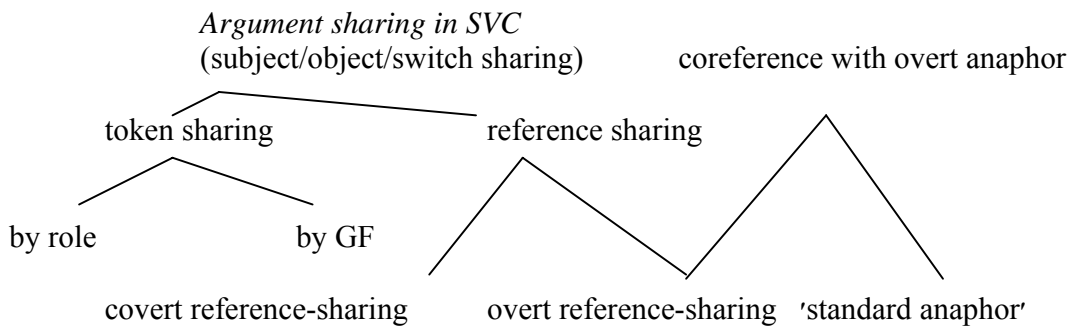 Argument sharing in SVC
(subject/object/switch sharing) coreference with overt anaphor
token sharing reference sharing
by role by GF
covert reference-sharing overt reference-sharing ′standard anaphor′